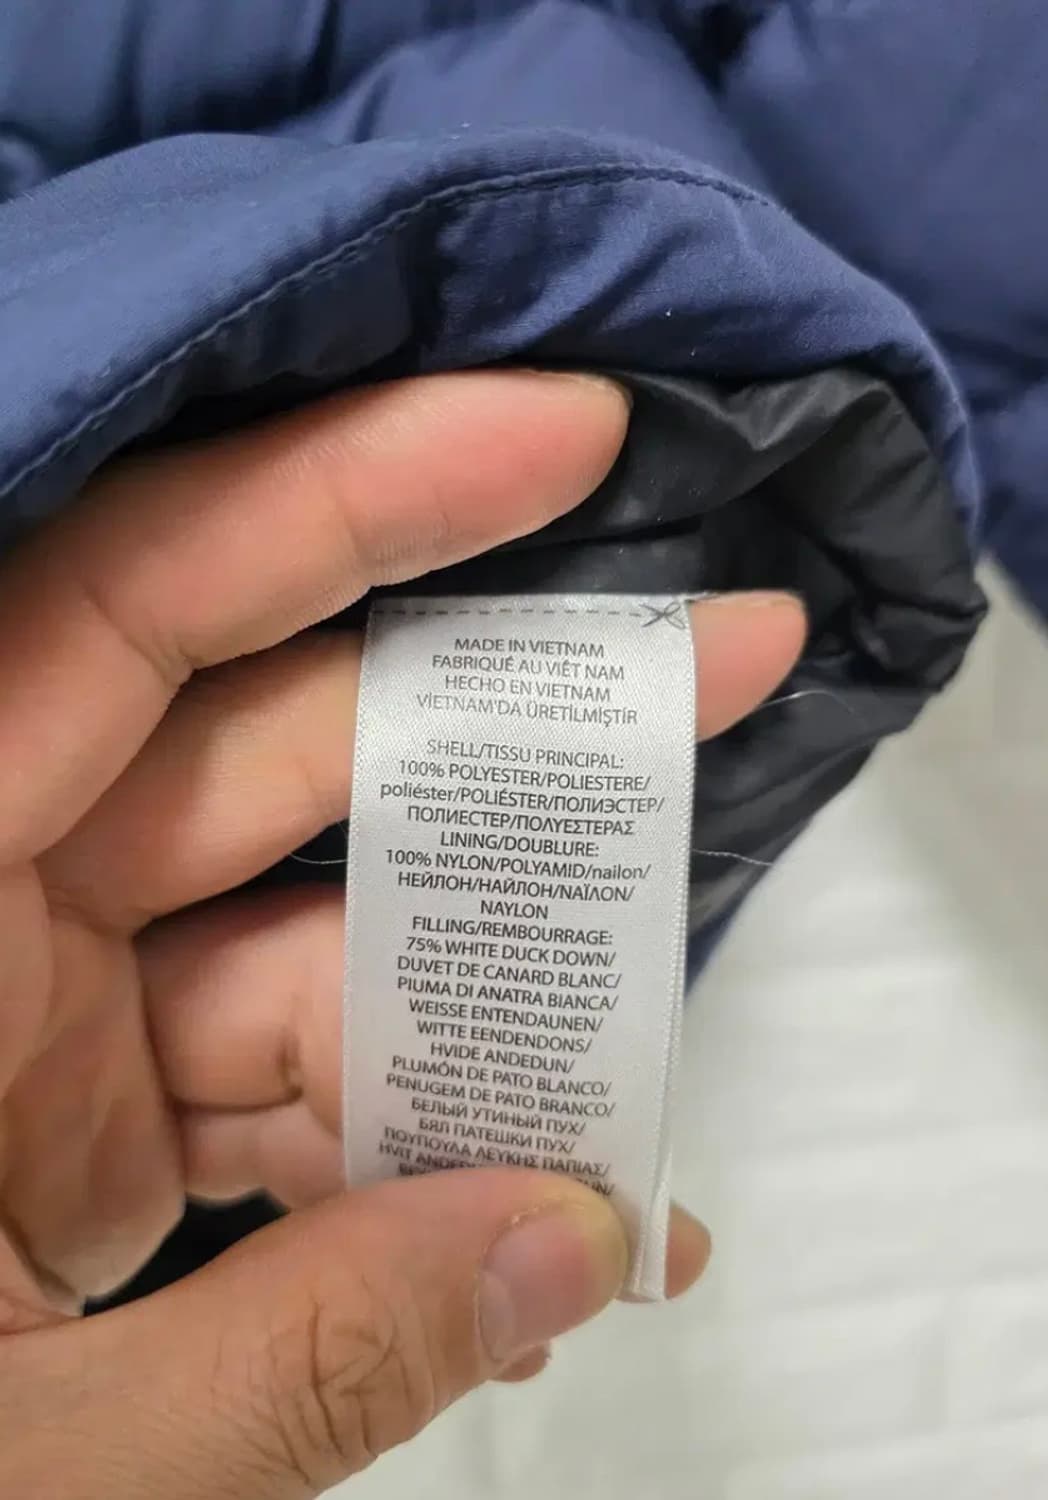 MADE IN VIETNAM
FABRIQUÉ AU VIÊT NAM
HECHO EN VIETNAM
VİETNAM'DA ÜRETİLMİŞTİR
SHELL/TISSU PRINCIPAL:
100% POLYESTER/POLIESTERE/
poliéster/POLIÉSTER/ПОЛИЭСТЕР/
ПОЛИЕСТЕР/ΠΟΛΥΕΣΤΕΡΑΣ
LINING/DOUBLURE:
100% NYLON/POLYAMID/nailon/
НЕЙЛОН/НАЙЛОН/ΝΑΪΛΟΝ/
NAYLON
FILLING/REMBOURRAGE:
75% WHITE DUCK DOWN/
DUVET DE CANARD BLANC/
PIUMA DI ANATRA BIANCA/
WEISSE ENTENDAUNEN/
WITTE EENDENDONS/
HVIDE ANDEDUN/
PLUMÓN DE PATO BLANCO/
PENUGEM DE PATO BRANCO/
БЕЛЫЙ УТИНЫЙ ПУХ/
БЯЛ ПАТЕШКИ ПУХ/
ΠΟΥΠΟΥΛΑ ΛΕΥΚΗΣ ΠΑΠΙΑΣ/
HVIT